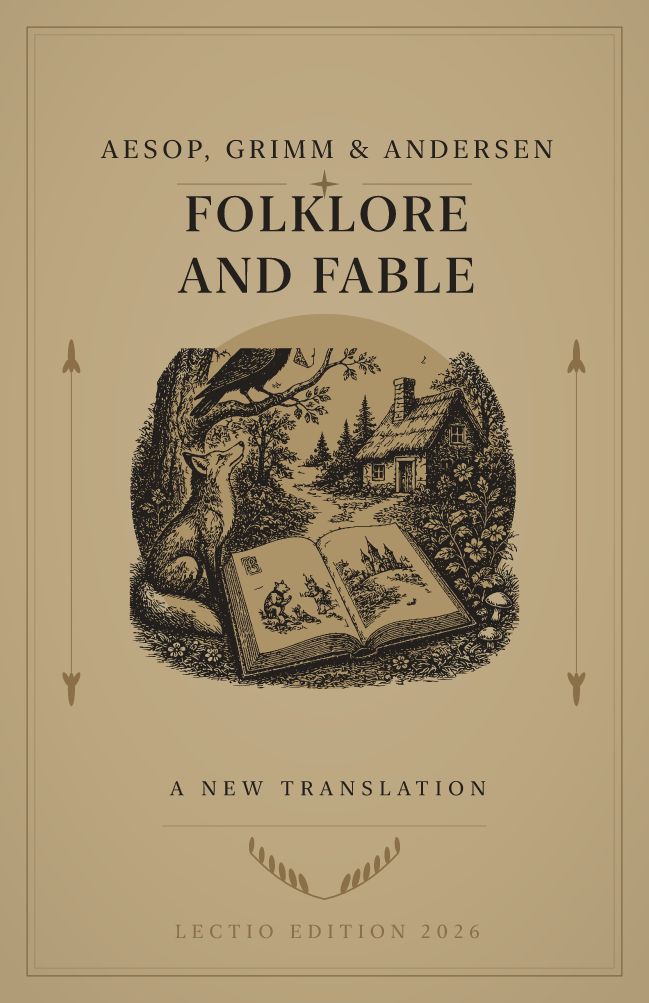 AESOP, GRIMM & ANDERSEN
FOLKLORE
AND FABLE
A NEW TRANSLATION
LECTIO EDITION 2026